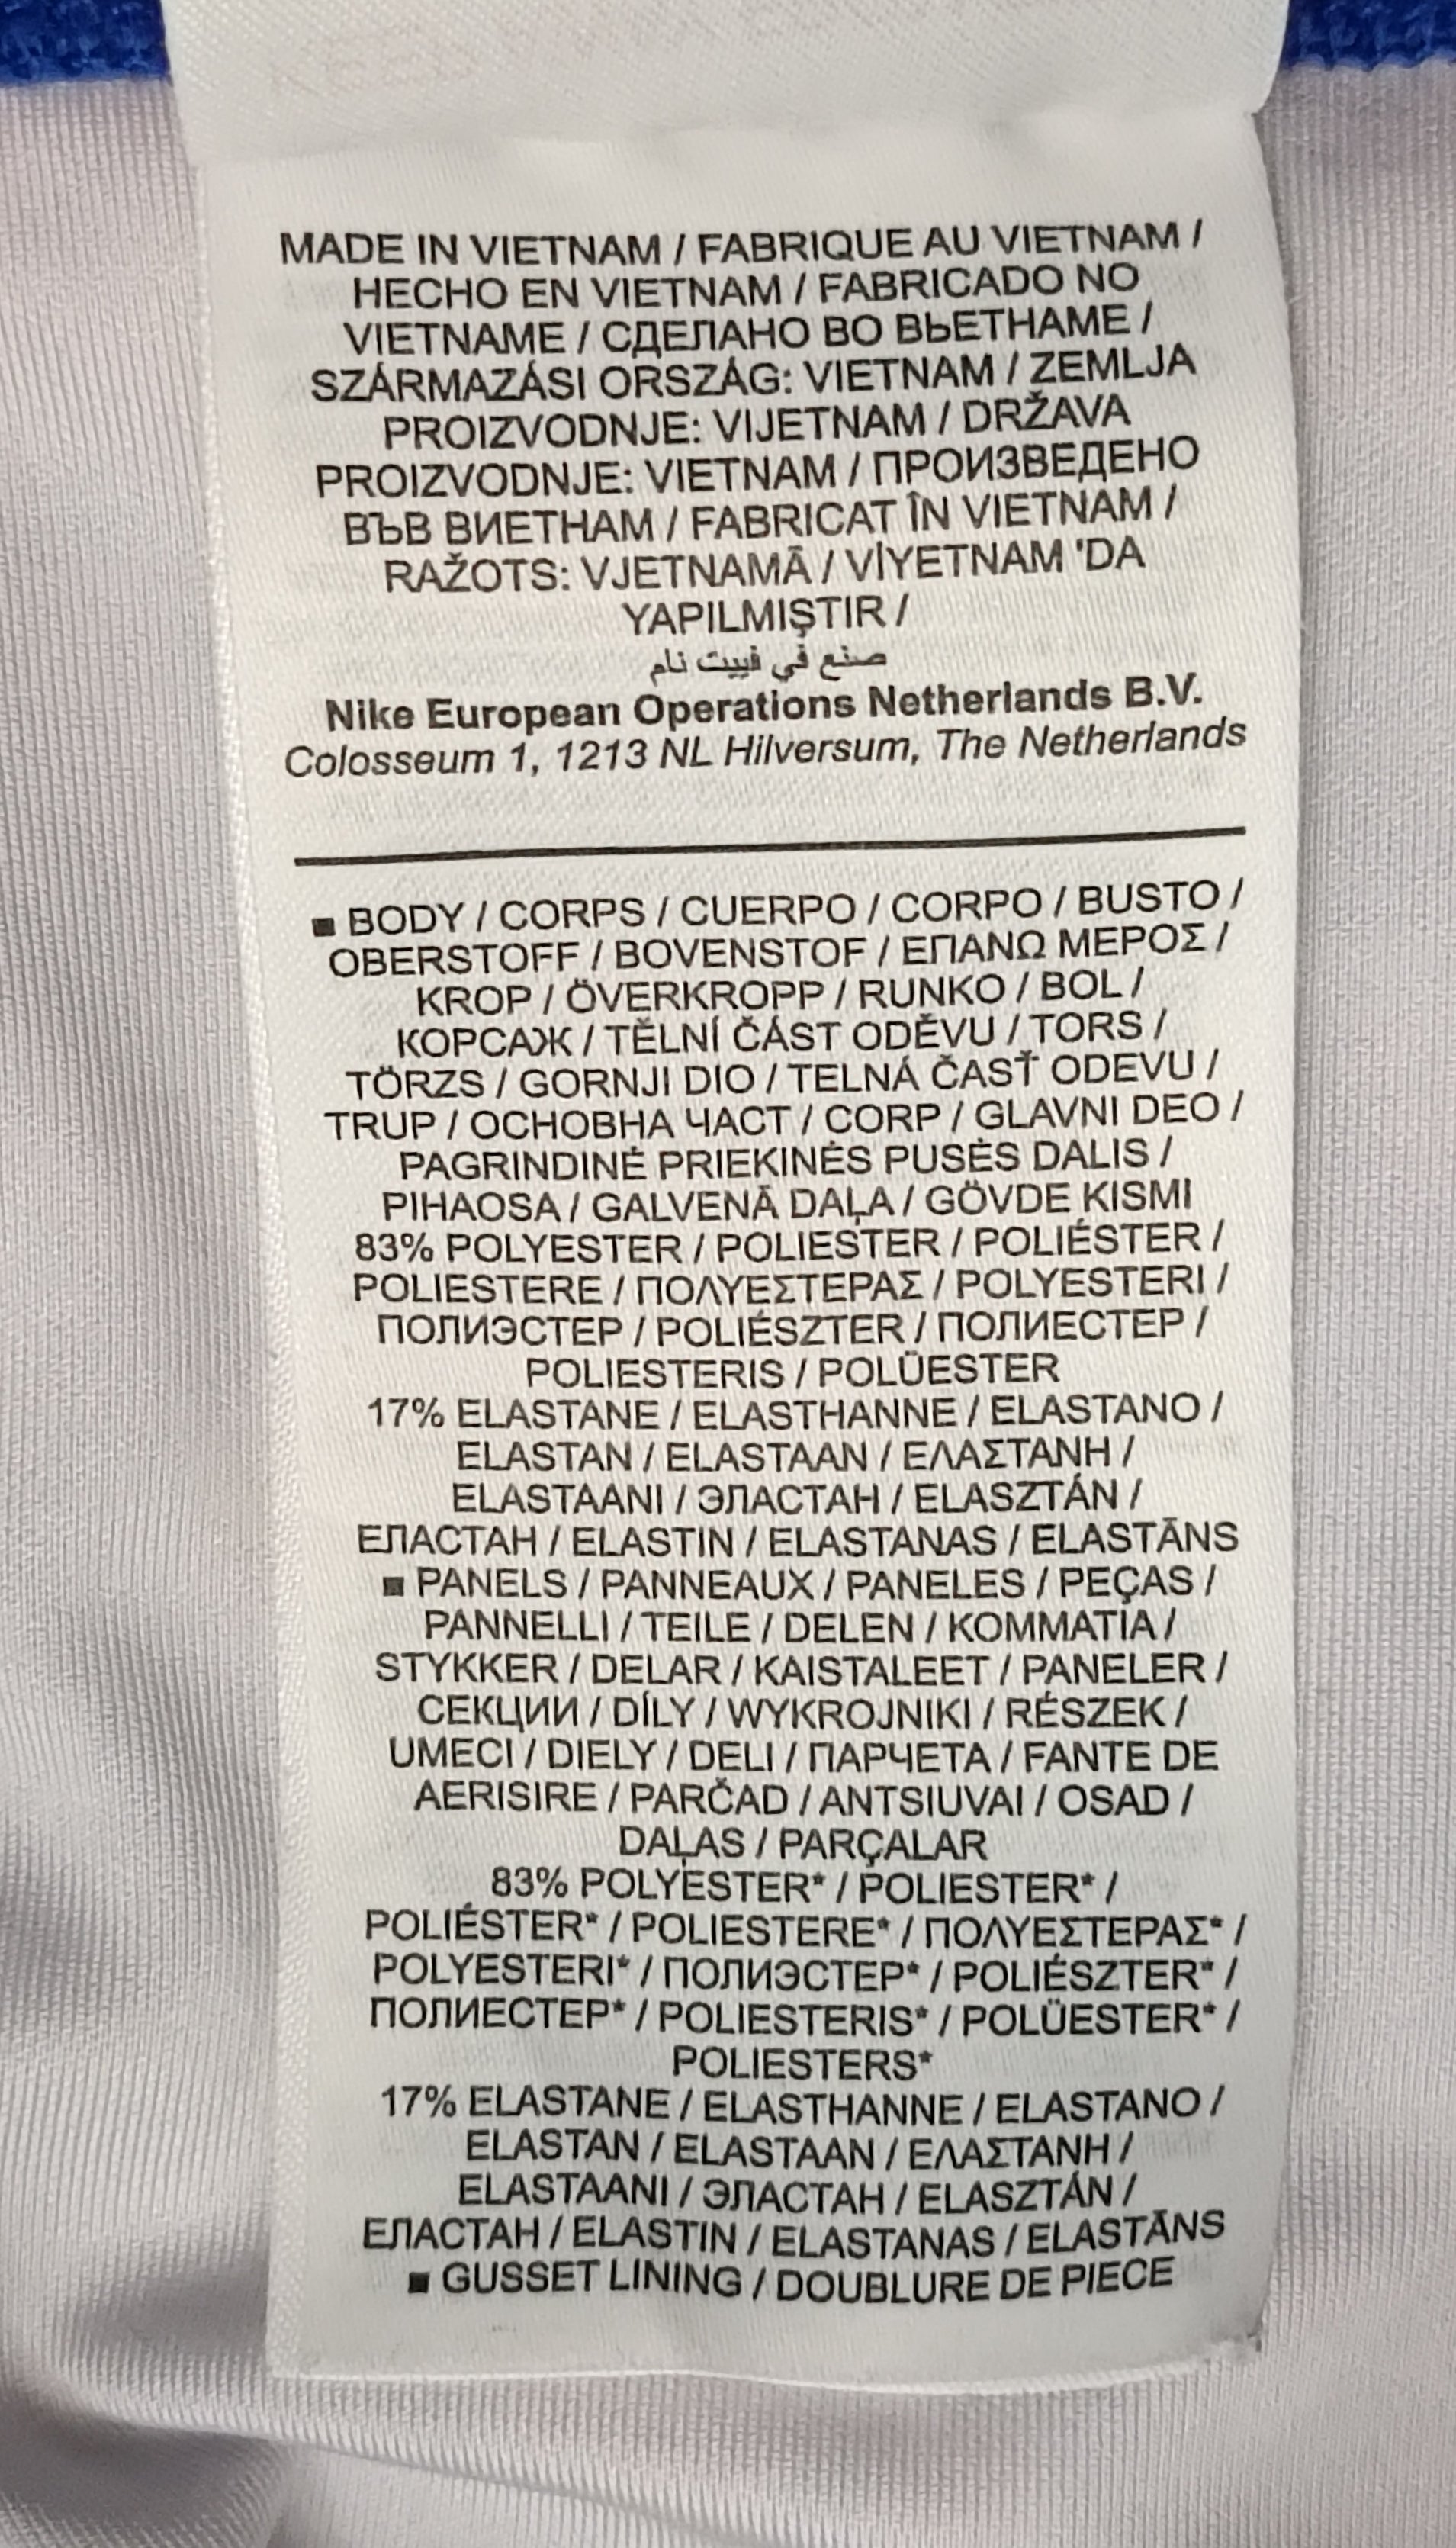 MADE IN VIETNAM / FABRIQUE AU VIETNAM /
HECHO EN VIETNAM / FABRICADO NO
VIETNAME / СДЕЛАНО ВО ВЬЕТНАМЕ /
SZÁRMAZÁSI ORSZÁG: VIETNAM / ZEMLJA
PROIZVODNJE: VIJETNAM / DRŽAVA
PROIZVODNJE: VIETNAM / ПРОИЗВЕДЕНО
ВЪВ ВИЕТНАМ / FABRICAT ÎN VIETNAM /
RAŽOTS: VJETNAMĀ / VİYETNAM 'DA
YAPILMIŞTIR /
صنع في فييت نام
Nike European Operations Netherlands B.V.
Colosseum 1, 1213 NL Hilversum, The Netherlands
■ BODY / CORPS / CUERPO / CORPO / BUSTO /
OBERSTOFF / BOVENSTOF / ΕΠΑΝΩ ΜΕΡΟΣ /
KROP / ÖVERKROPP / RUNKO / BOL /
КОРСАЖ / TĚLNÍ ČÁST ODĚVU / TORS /
TÖRZS / GORNJI DIO / TELNÁ ČASŤ ODEVU /
TRUP / ОСНОВНА ЧАСТ / CORP / GLAVNI DEO /
PAGRINDINĖ PRIEKINĖS PUSĖS DALIS /
PIHAOSA / GALVENĀ DAĻA / GÖVDE KISMI
83% POLYESTER / POLIESTER / POLIÉSTER /
POLIESTERE / ΠΟΛΥΕΣΤΕΡΑΣ / POLYESTERI /
ПОЛИЭСТЕР / POLIÉSZTER / ПОЛИЕСТЕР /
POLIESTERIS / POLÜESTER
17% ELASTANE / ELASTHANNE / ELASTANO /
ELASTAN / ELASTAAN / ΕΛΑΣΤΑΝΗ /
ELASTAANI / ЭЛАСТАН / ELASZTÁN /
ЕЛАСТАН / ELASTIN / ELASTANAS / ELASTĀNS
■ PANELS / PANNEAUX / PANELES / PEÇAS /
PANNELLI / TEILE / DELEN / ΚΟΜΜΑΤΙΑ /
STYKKER / DELAR / KAISTALEET / PANELER /
СЕКЦИИ / DÍLY / WYKROJNIKI / RÉSZEK /
UMECI / DIELY / DELI / ПАРЧЕТА / FANTE DE
AERISIRE / PARČAD / ANTSIUVAI / OSAD /
DAĻAS / PARÇALAR
83% POLYESTER* / POLIESTER* /
POLIÉSTER* / POLIESTERE* / ΠΟΛΥΕΣΤΕΡΑΣ* /
POLYESTERI* / ПОЛИЭСТЕР* / POLIÉSZTER* /
ПОЛИЕСТЕР* / POLIESTERIS* / POLÜESTER* /
POLIESTERS*
17% ELASTANE / ELASTHANNE / ELASTANO /
ELASTAN / ELASTAAN / ΕΛΑΣΤΑΝΗ /
ELASTAANI / ЭЛАСТАН / ELASZTÁN /
ЕЛАСТАН / ELASTIN / ELASTANAS / ELASTĀNS
■ GUSSET LINING / DOUBLURE DE PIECE